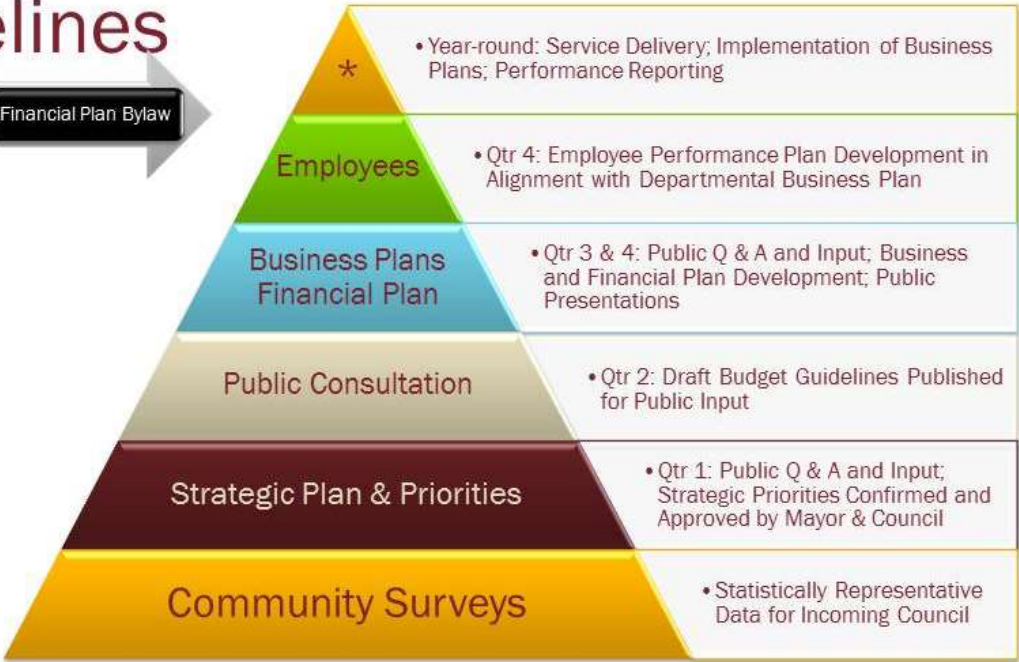 elines
Financial Plan Bylaw
*
• Year-round: Service Delivery; Implementation of Business
Plans; Performance Reporting
Employees
• Qtr 4: Employee Performance Plan Development in
Alignment with Departmental Business Plan
Business Plans
Financial Plan
• Qtr 3 & 4: Public Q & A and Input; Business
and Financial Plan Development; Public
Presentations
Public Consultation
• Qtr 2: Draft Budget Guidelines Published
for Public Input
Strategic Plan & Priorities
• Qtr 1: Public Q & A and Input;
Strategic Priorities Confirmed and
Approved by Mayor & Council
Community Surveys
• Statistically Representative
Data for Incoming Council